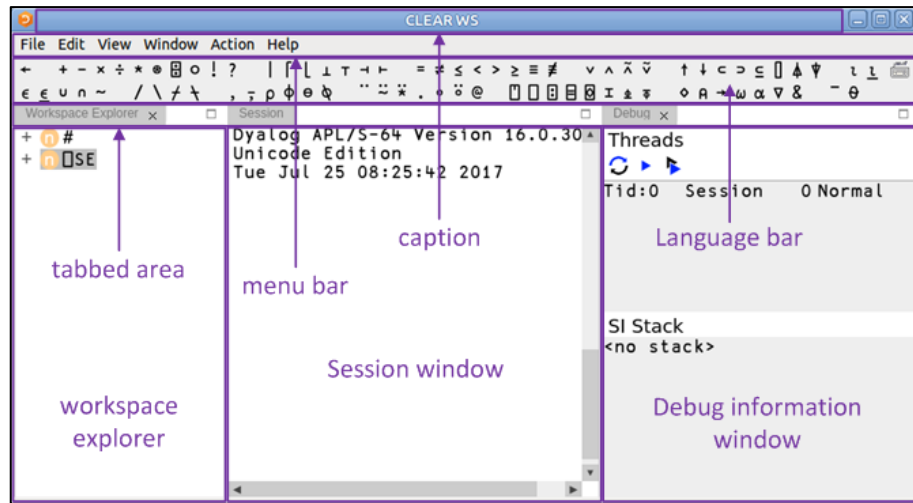 CLEAR WS
File Edit View Window Action Help
← + - × ÷ * ⍟ ⌹ ○ ! ? | ⌈ ⌊ ⊥ ⊤ ⊣ ⊢ = ≠ ≤ < > ≥ ≡ ≢ ∨ ∧ ⍲ ⍱ ↑ ↓ ⊂ ⊃ ⊆ ⌷ ⍋ ⍒ ⍳ ⍸
∊ ⍷ ∪ ∩ ~ / \ ⌿ ⍀ , ⍪ ⍴ ⌽ ⊖ ⍉ ¨ ⍨ ⍣ . ∘ ⍤ @ ⍞ ⎕ ⍠ ⌸ ⌺ ⌶ ⍎ ⍕ ⋄ ⍝ → ⍵ ⍺ ∇ & ¯ ⍬
Workspace Explorer Session Debug
+ n #
+ n ⎕SE
Dyalog APL/S-64 Version 16.0.30
Unicode Edition
Tue Jul 25 08:25:42 2017
Threads
Tid:0 Session 0 Normal
caption
Language bar
tabbed area
menu bar
SI Stack
<no stack>
Session window
workspace
explorer
Debug information
window